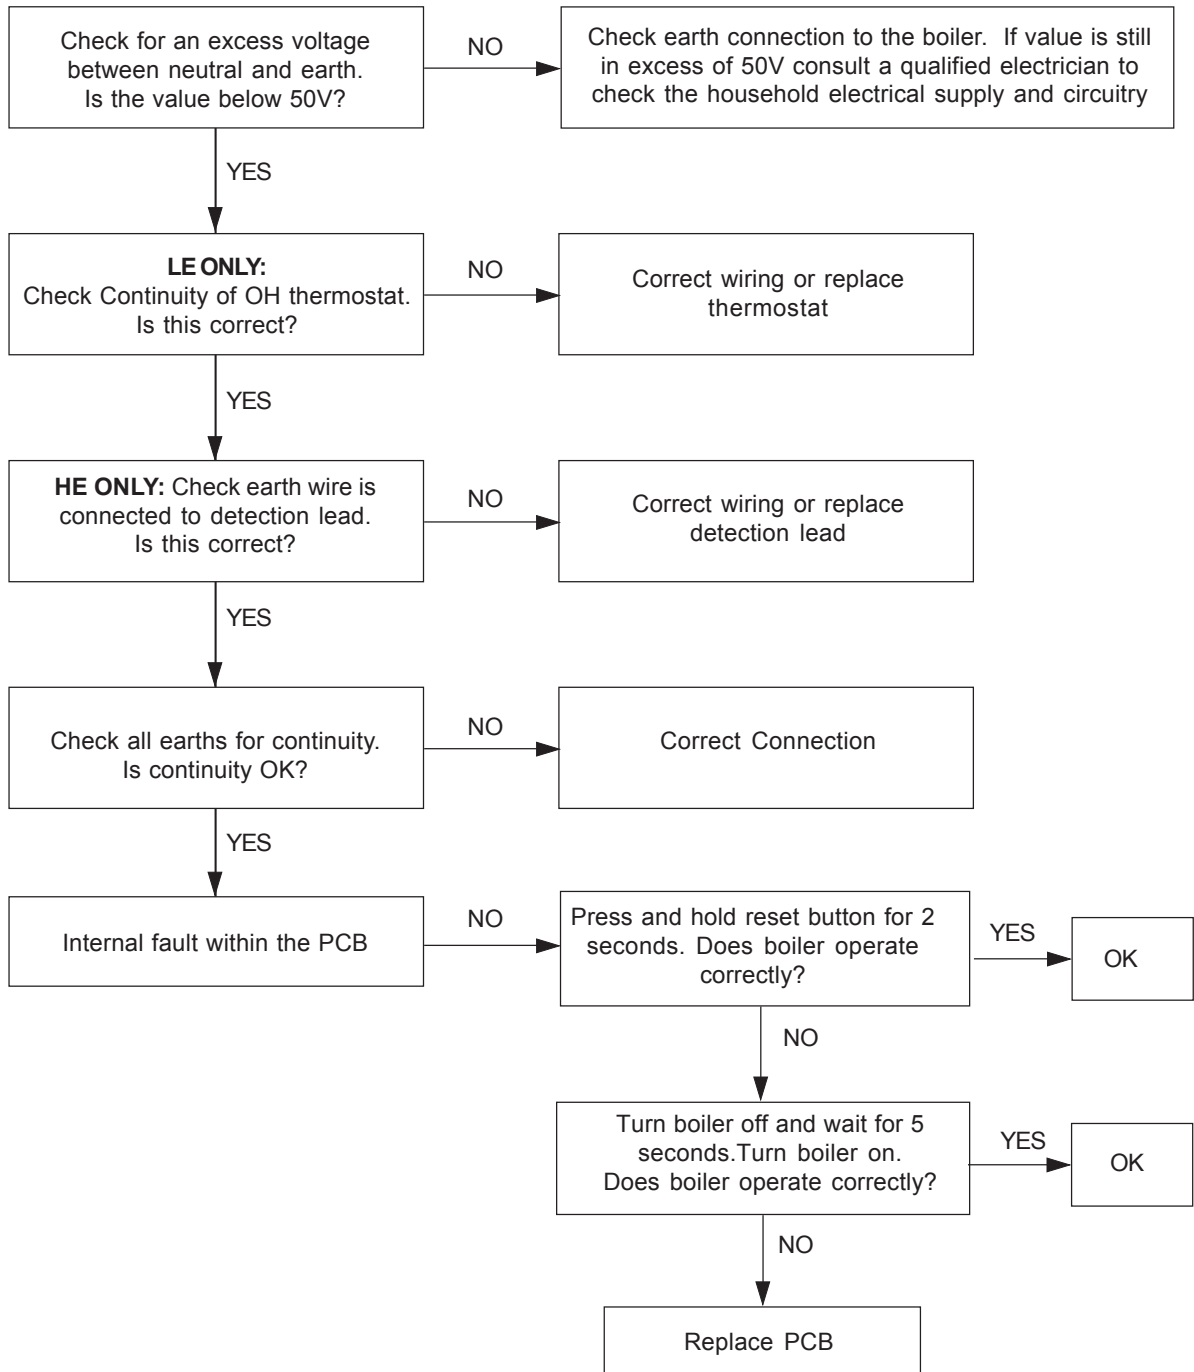 Check for an excess voltage
between neutral and earth.
Is the value below 50V?
NO
Check earth connection to the boiler. If value is still
in excess of 50V consult a qualified electrician to
check the household electrical supply and circuitry
YES
LE ONLY:
Check Continuity of OH thermostat.
Is this correct?
NO
Correct wiring or replace
thermostat
YES
HE ONLY: Check earth wire is
connected to detection lead.
Is this correct?
NO
Correct wiring or replace
detection lead
YES
Check all earths for continuity.
Is continuity OK?
NO
Correct Connection
YES
Internal fault within the PCB
NO
Press and hold reset button for 2
seconds. Does boiler operate
correctly?
YES
OK
NO
Turn boiler off and wait for 5
seconds.Turn boiler on.
Does boiler operate correctly?
YES
OK
NO
Replace PCB